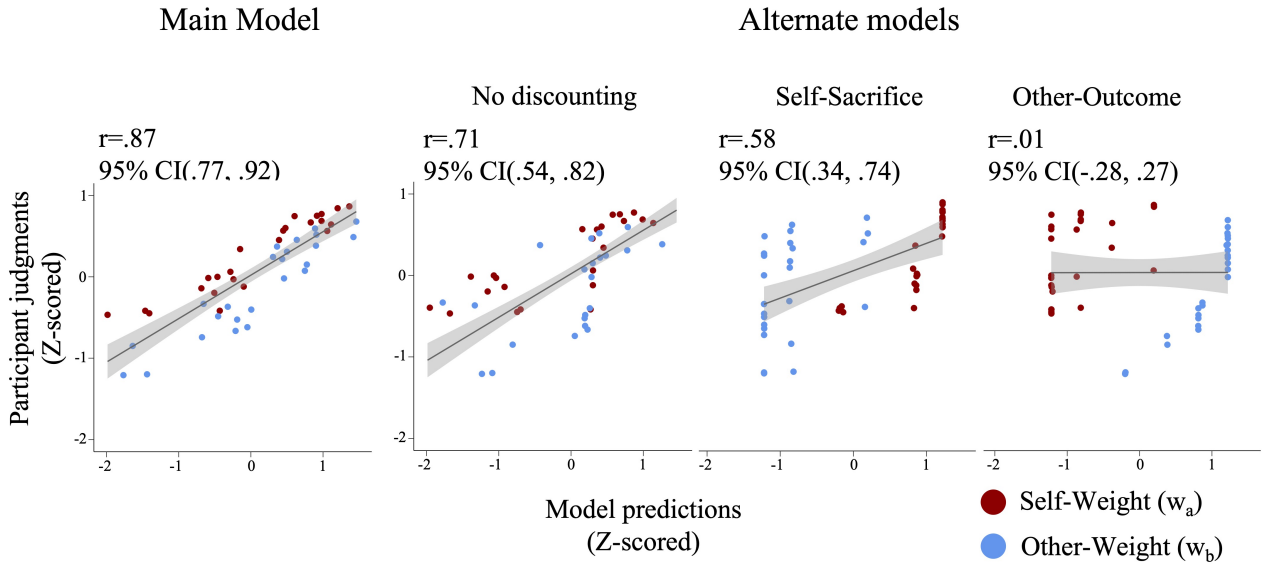 Main Model
Alternate models
No discounting
Self-Sacrifice
Other-Outcome
r=.87
95% CI(.77, .92)
r=.71
95% CI(.54, .82)
r=.58
95% CI(.34, .74)
r=.01
95% CI(-.28, .27)
Participant judgments
(Z-scored)
1
0
-1
-2
-2 -1 0 1
1
0
-1
-2
-2 -1 0 1
-2 -1 0 1
-2 -1 0 1
Model predictions
(Z-scored)
Self-Weight (wa)
Other-Weight (wb)